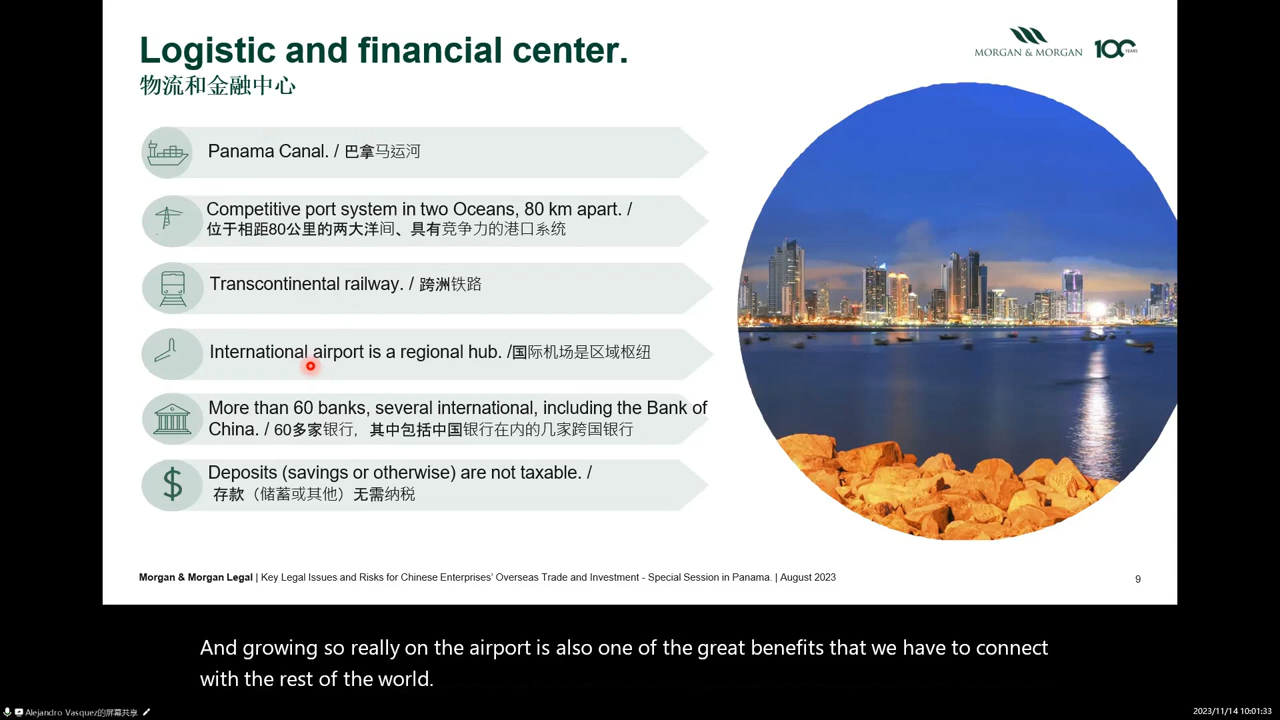 Logistic and financial center.
物流和金融中心
MORGAN & MORGAN
100 YEARS
Panama Canal. / 巴拿马运河
Competitive port system in two Oceans, 80 km apart. /
位于相距80公里的两大洋间、具有竞争力的港口系统
Transcontinental railway. / 跨洲铁路
International airport is a regional hub. /国际机场是区域枢纽
More than 60 banks, several international, including the Bank of
China. / 60多家银行，其中包括中国银行在内的几家跨国银行
$
Deposits (savings or otherwise) are not taxable. /
存款（储蓄或其他）无需纳税
Morgan & Morgan Legal | Key Legal Issues and Risks for Chinese Enterprises' Overseas Trade and Investment - Special Session in Panama. | August 2023
9
And growing so really on the airport is also one of the great benefits that we have to connect
with the rest of the world.
Alejandro Vasquez的屏幕共享
2023/11/14 10:01:33